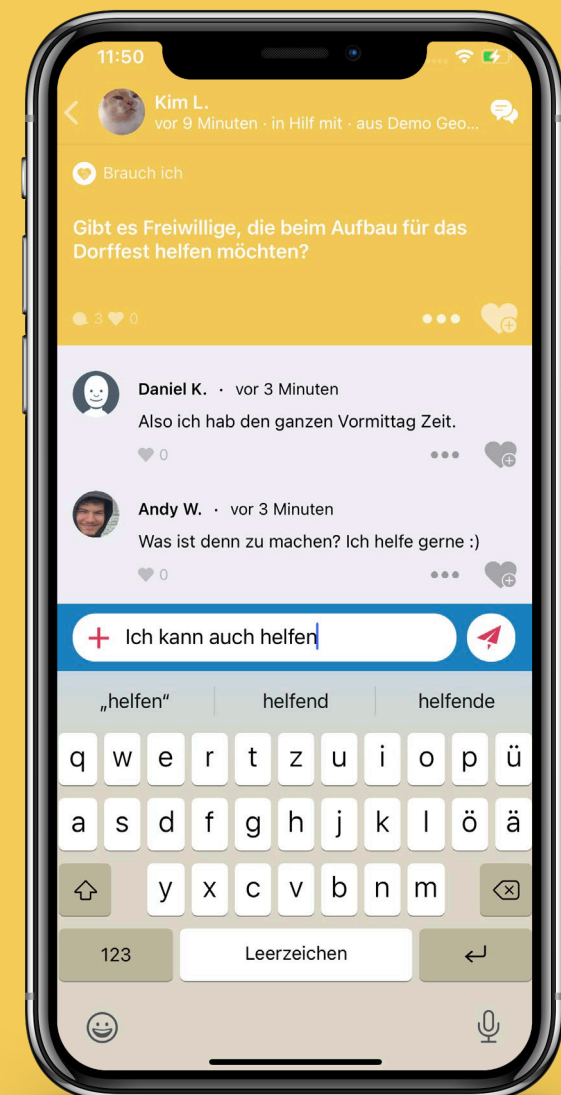 11:50
Kim L.
vor 9 Minuten · in Hilf mit · aus Demo Geo...
Brauch ich
Gibt es Freiwillige, die beim Aufbau für das
Dorffest helfen möchten?
3 0
Daniel K. · vor 3 Minuten
Also ich hab den ganzen Vormittag Zeit.
0
Andy W. · vor 3 Minuten
Was ist denn zu machen? Ich helfe gerne :)
0
Ich kann auch helfen
„helfen“ helfend helfende
q w e r t z u i o p ü
a s d f g h j k l ö ä
y x c v b n m
123 Leerzeichen